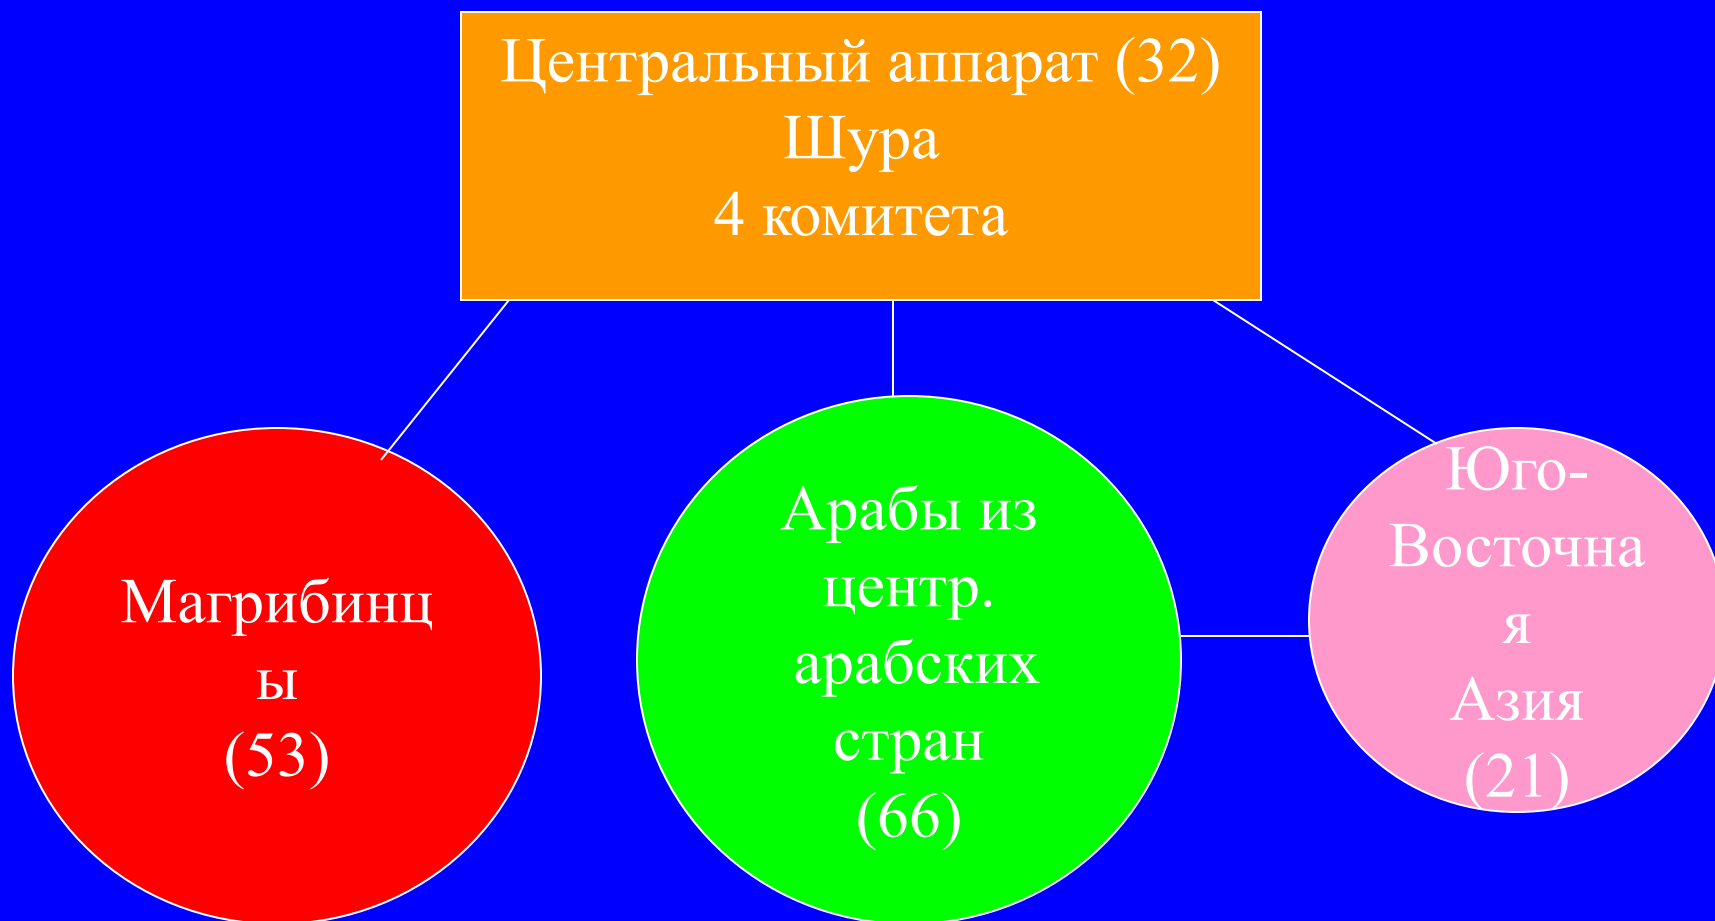 Центральный аппарат (32)
Шура
4 комитета
Магрибинц
ы
(53)
Арабы из
центр.
арабских
стран
(66)
Юго-
Восточна
я
Азия
(21)